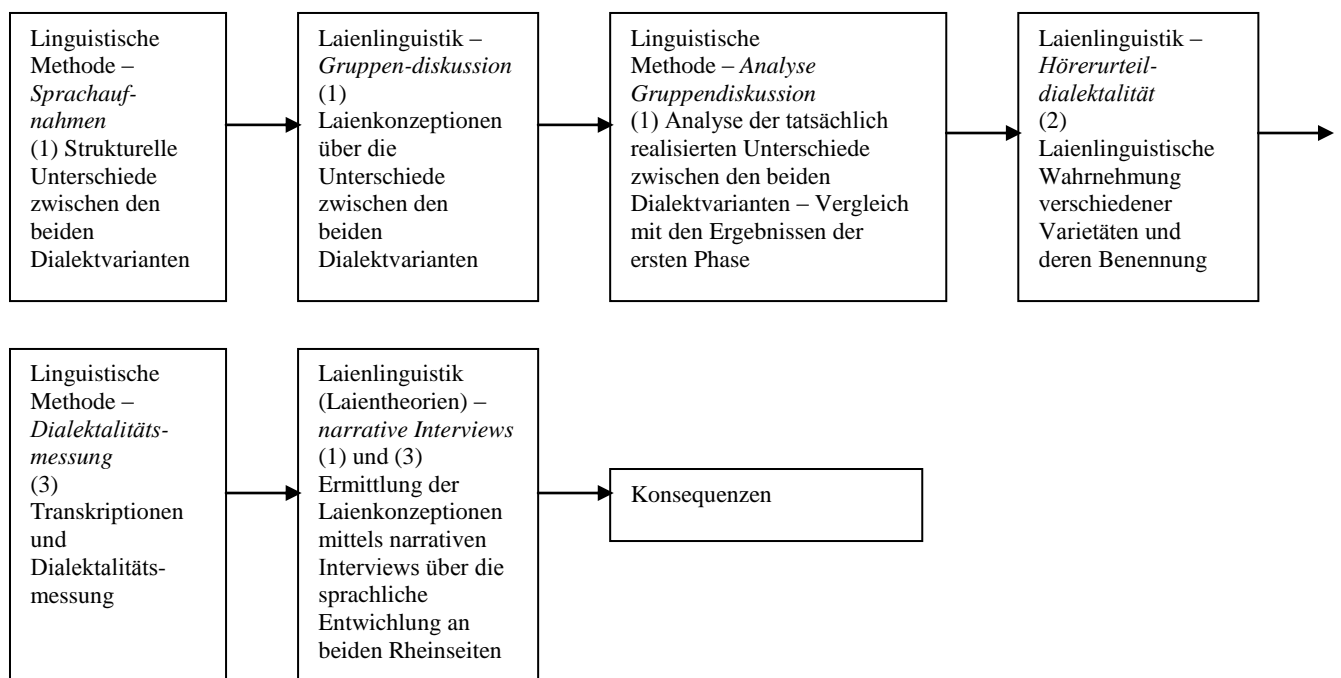 Linguistische
Methode –
Sprachauf-
nahmen
(1) Strukturelle
Unterschiede
zwischen den
beiden
Dialektvarianten
Laienlinguistik –
Gruppen-diskussion
(1)
Laienkonzeptionen
über die
Unterschiede
zwischen den
beiden
Dialektvarianten
Linguistische
Methode – Analyse
Gruppendiskussion
(1) Analyse der tatsächlich
realisierten Unterschiede
zwischen den beiden
Dialektvarianten – Vergleich
mit den Ergebnissen der
ersten Phase
Laienlinguistik –
Hörerurteil-
dialektalität
(2)
Laienlinguistische
Wahrnehmung
verschiedener
Varietäten und
deren Benennung
Linguistische
Methode –
Dialektalitäts-
messung
(3)
Transkriptionen
und
Dialektalitäts-
messung
Laienlinguistik
(Laientheorien) –
narrative Interviews
(1) und (3)
Ermittlung der
Laienkonzeptionen
mittels narrativen
Interviews über die
sprachliche
Entwichlung an
beiden Rheinseiten
Konsequenzen